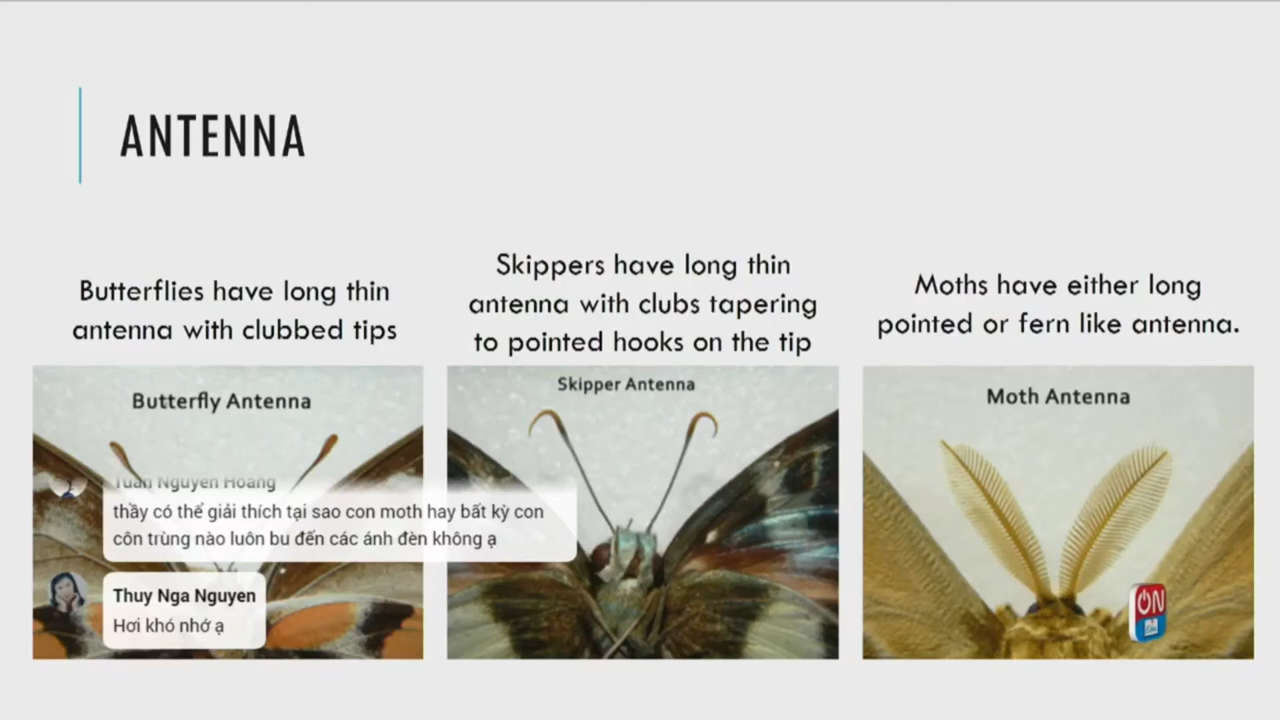 ANTENNA
Butterflies have long thin
antenna with clubbed tips
Skippers have long thin
antenna with clubs tapering
to pointed hooks on the tip
Moths have either long
pointed or fern like antenna.
Butterfly Antenna
Skipper Antenna
Moth Antenna
Tuấn Nguyen Hoang
thầy có thể giải thích tại sao con moth hay bất kỳ con
côn trùng nào luôn bu đến các ánh đèn không ạ
Thuy Nga Nguyen
Hơi khó nhớ ạ
ON